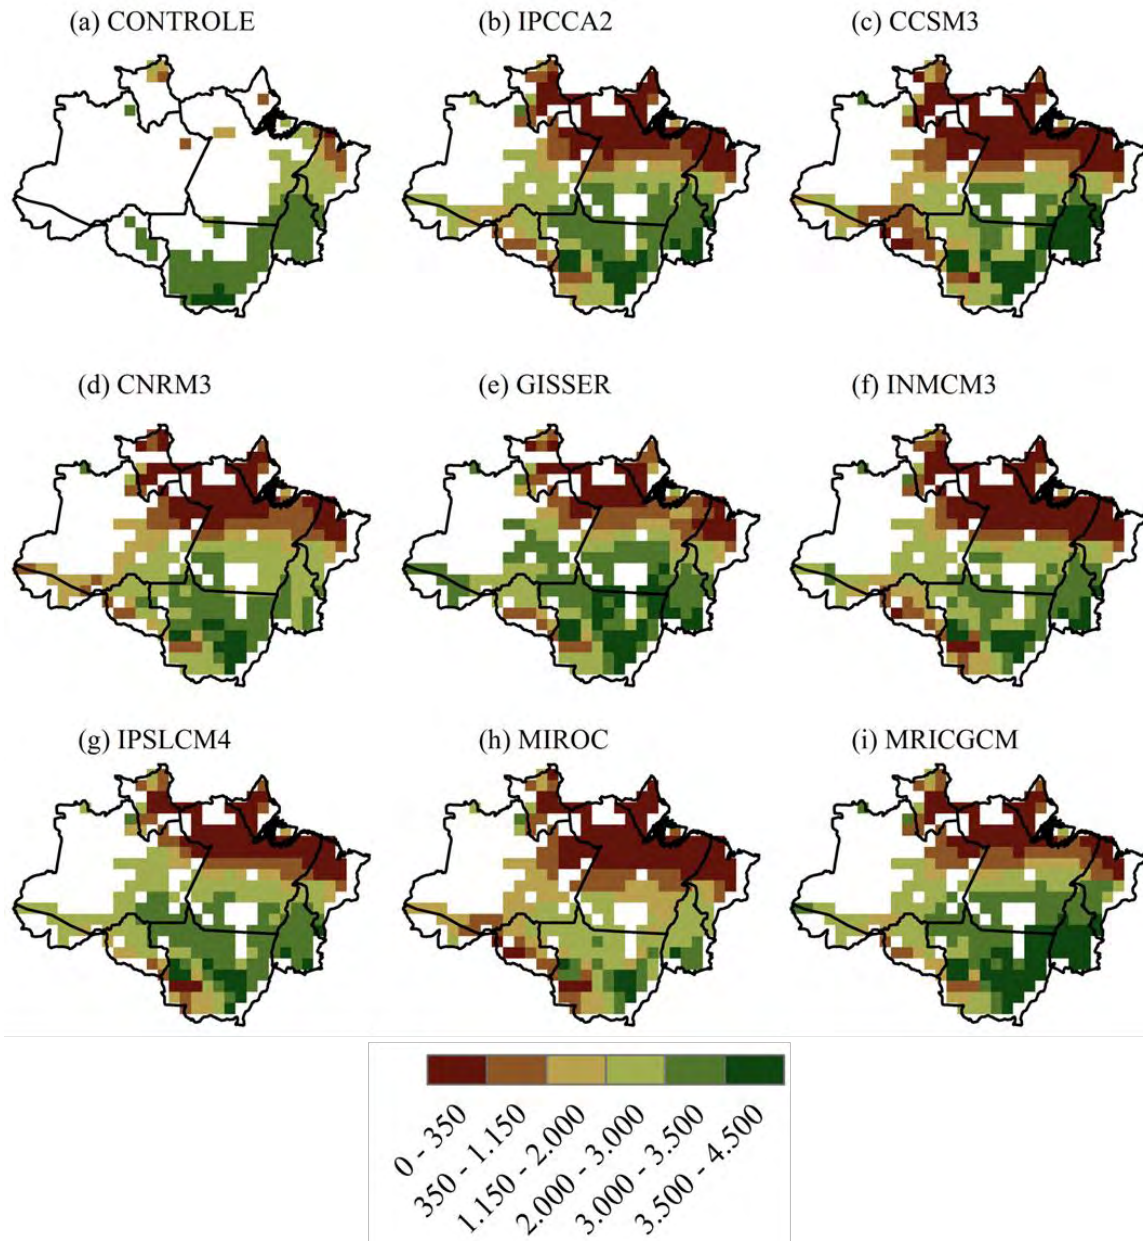 (a) CONTROLE
(b) IPCCA2
(c) CCSM3
(d) CNRM3
(e) GISSER
(f) INMCM3
(g) IPSLCM4
(h) MIROC
(i) MRICGCM
0 - 350
350 - 1.150
1.150 - 2.000
2.000 - 3.000
3.000 - 3.500
3.500 - 4.500